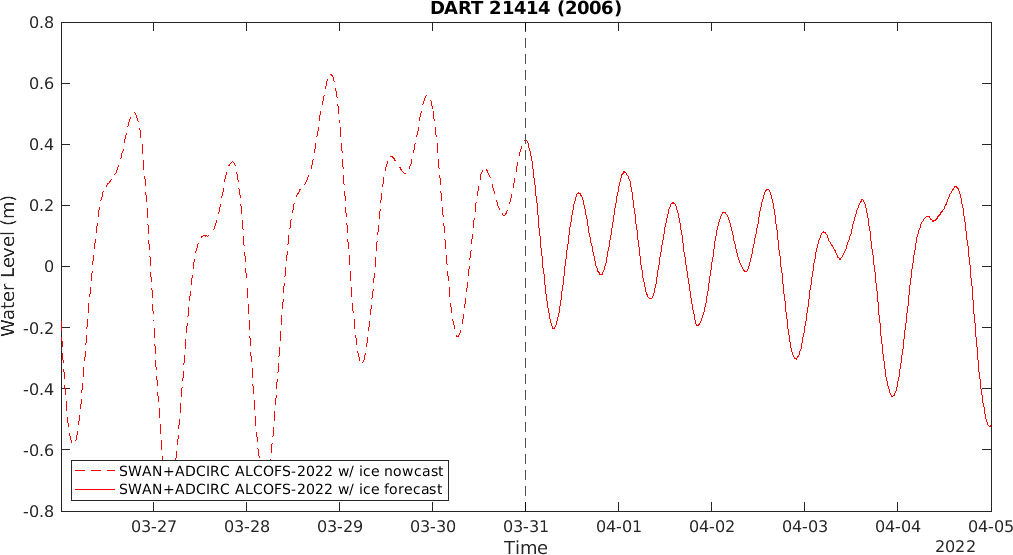 DART 21414 (2006)
0.8
0.6
0.4
0.2
0
-0.2
-0.4
-0.6
-0.8
Water Level (m)
SWAN+ADCIRC ALCOFS-2022 w/ ice nowcast
SWAN+ADCIRC ALCOFS-2022 w/ ice forecast
03-27 03-28 03-29 03-30 03-31 04-01 04-02 04-03 04-04 04-05
Time
2022